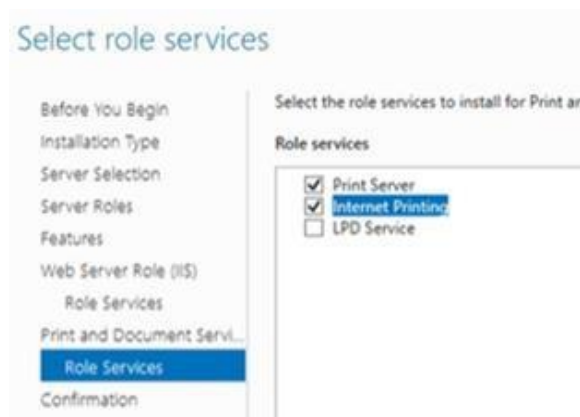 Select role services
Before You Begin
Installation Type
Server Selection
Server Roles
Features
Web Server Role (IIS)
Role Services
Print and Document Servi...
Role Services
Confirmation
Select the role services to install for Print an
Role services
Print Server
Internet Printing
LPD Service